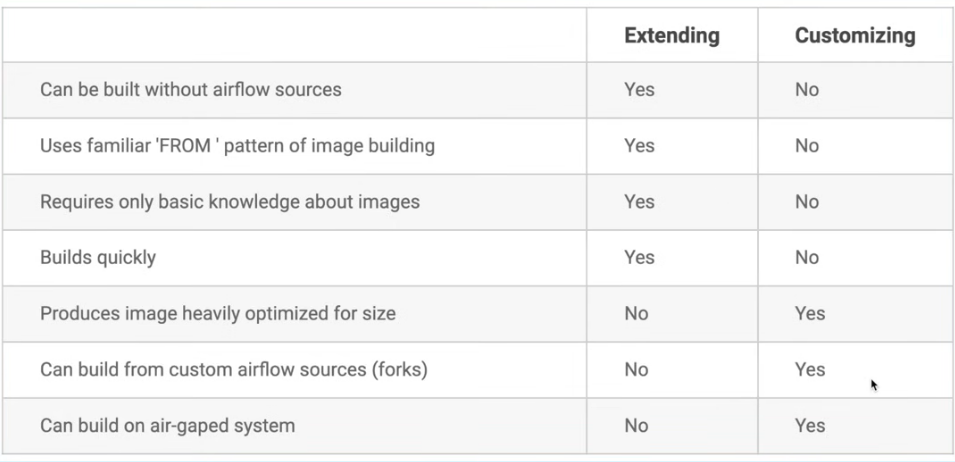 Extending Customizing
Can be built without airflow sources Yes No
Uses familiar 'FROM ' pattern of image building Yes No
Requires only basic knowledge about images Yes No
Builds quickly Yes No
Produces image heavily optimized for size No Yes
Can build from custom airflow sources (forks) No Yes
Can build on air-gaped system No Yes